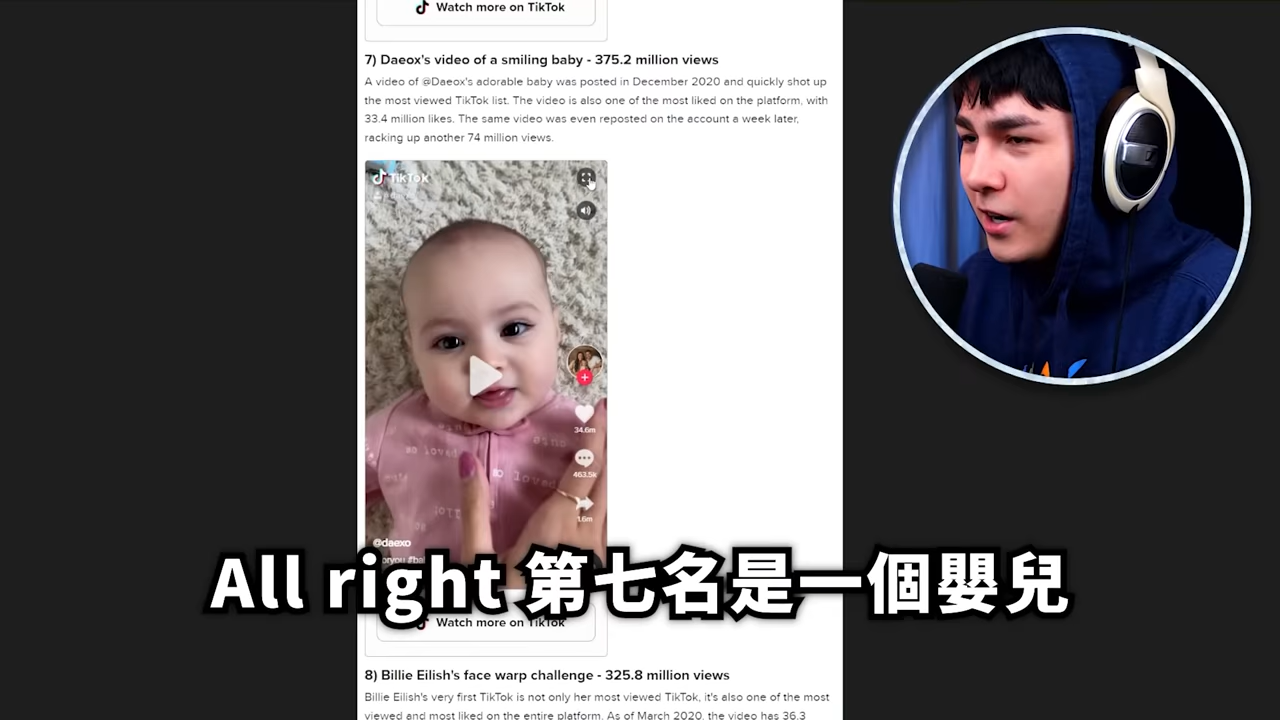 Watch more on TikTok
7) Daeox's video of a smiling baby - 375.2 million views
A video of @Daeox's adorable baby was posted in December 2020 and quickly shot up
the most viewed TikTok list. The video is also one of the most liked on the platform, with
33.4 million likes. The same video was even reposted on the account a week later,
racking up another 74 million views.
TikTok
34.6m
463.5k
1.6m
so loved
so loved
@daexo
All right 第七名是一個嬰兒
Watch more on TikTok
8) Billie Eilish's face warp challenge - 325.8 million views
Billie Eilish's very first TikTok is not only her most viewed TikTok, it's also one of the most
viewed and most liked on the entire platform. As of March 2020, the video has 36.3